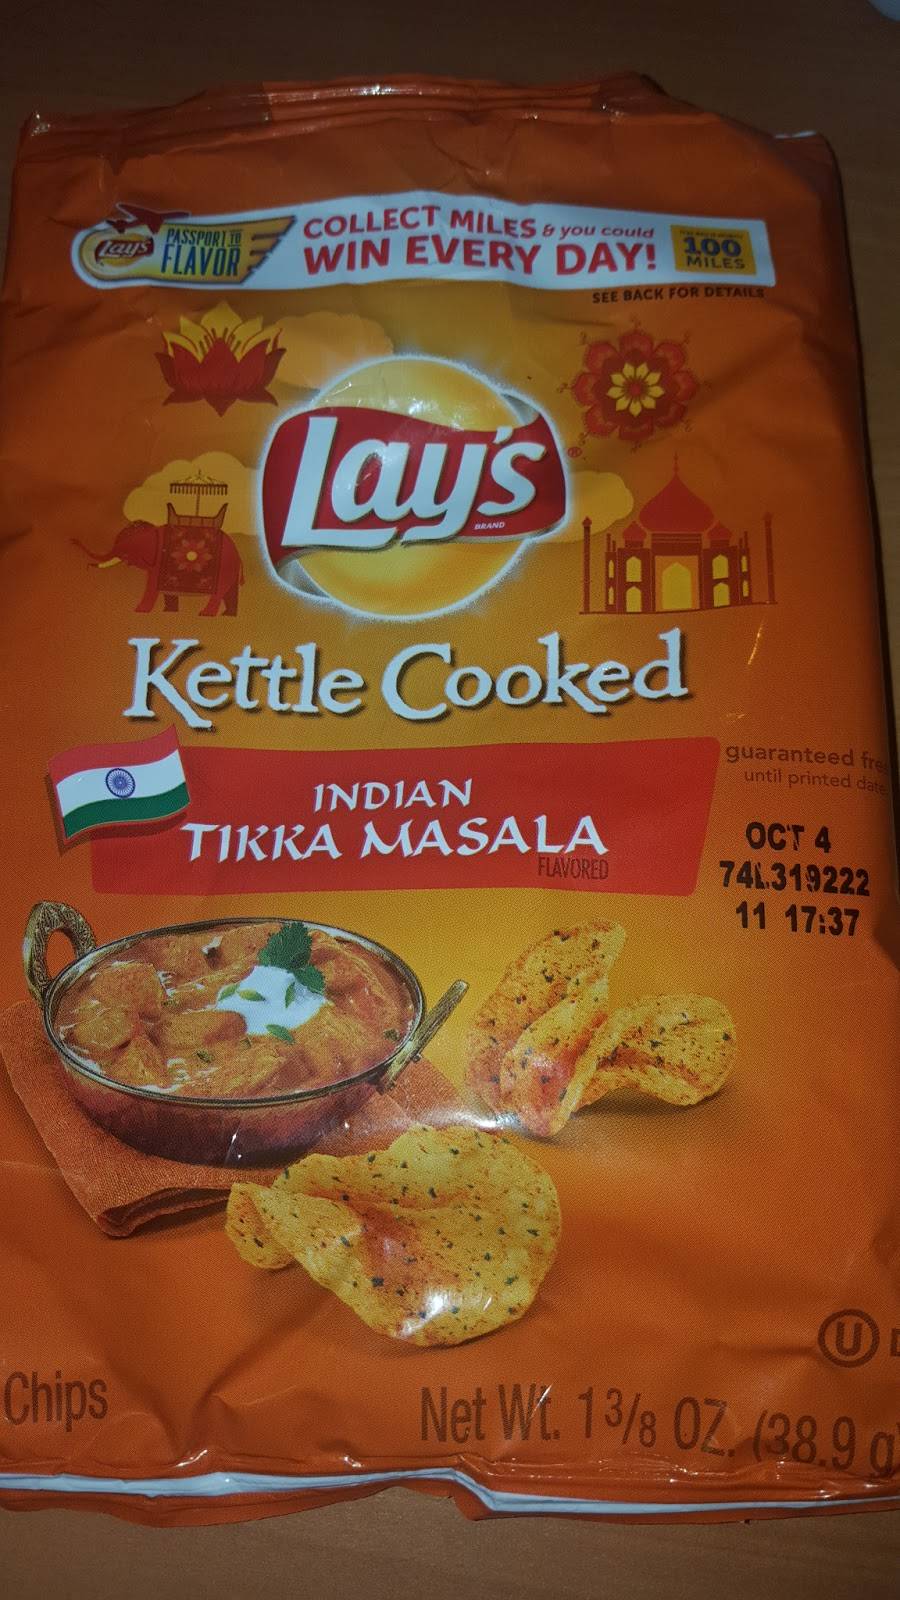 Lay's
PASSPORT TO
FLAVOR
COLLECT MILES & you could
WIN EVERY DAY!
100
MILES
SEE BACK FOR DETAILS
Lay's®
BRAND
Kettle Cooked
INDIAN
TIKKA MASALA
FLAVORED
guaranteed
until printed date
OCT 4
74L319222
11 17:37
U
Chips
Net Wt. 1 3/8 OZ. (38.9 g